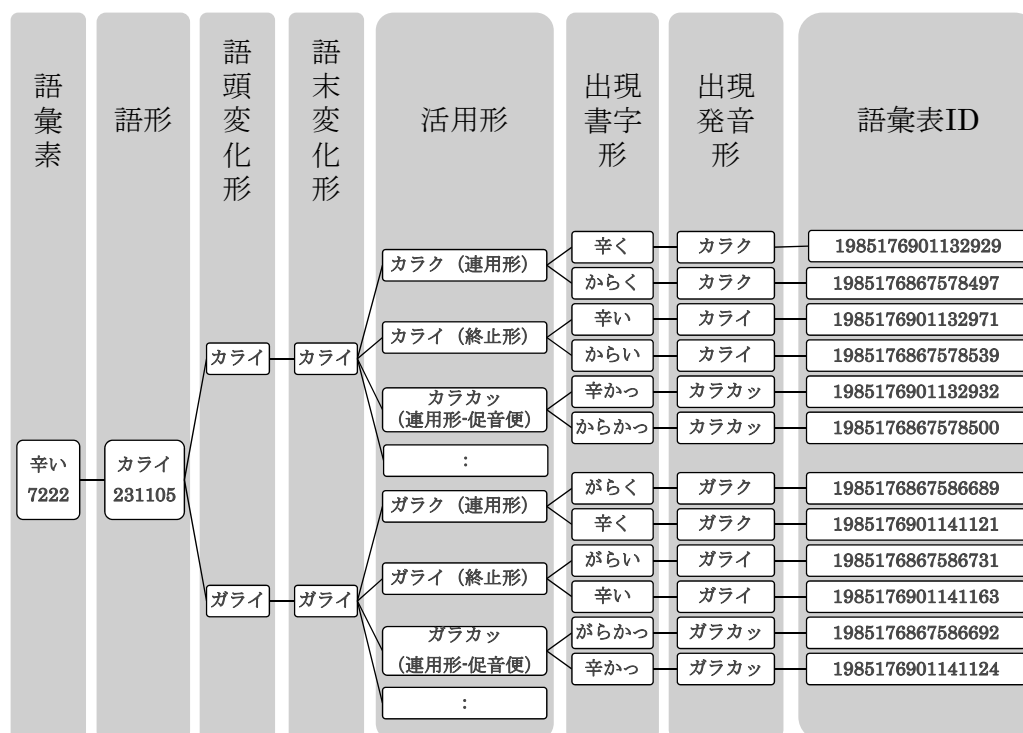 語彙素
語形
語頭変化形
語末変化形
活用形
出現書字形
出現発音形
語彙表ID
辛い
7222
カライ
231105
カライ
カライ
カラク（連用形）
辛く
カラク
1985176901132929
からく
カラク
1985176867578497
カライ（終止形）
辛い
カライ
1985176901132971
からい
カライ
1985176867578539
カラカッ
(連用形-促音便)
辛かっ
カラカッ
1985176901132932
からかっ
カラカッ
1985176867578500
：
ガライ
ガライ
ガラク（連用形）
がらく
ガラク
1985176867586689
辛く
ガラク
1985176901141121
ガライ（終止形）
がらい
ガライ
1985176867586731
辛い
ガライ
1985176901141163
ガラカッ
（連用形-促音便）
がらかっ
ガラカッ
1985176867586692
辛かっ
ガラカッ
1985176901141124
：